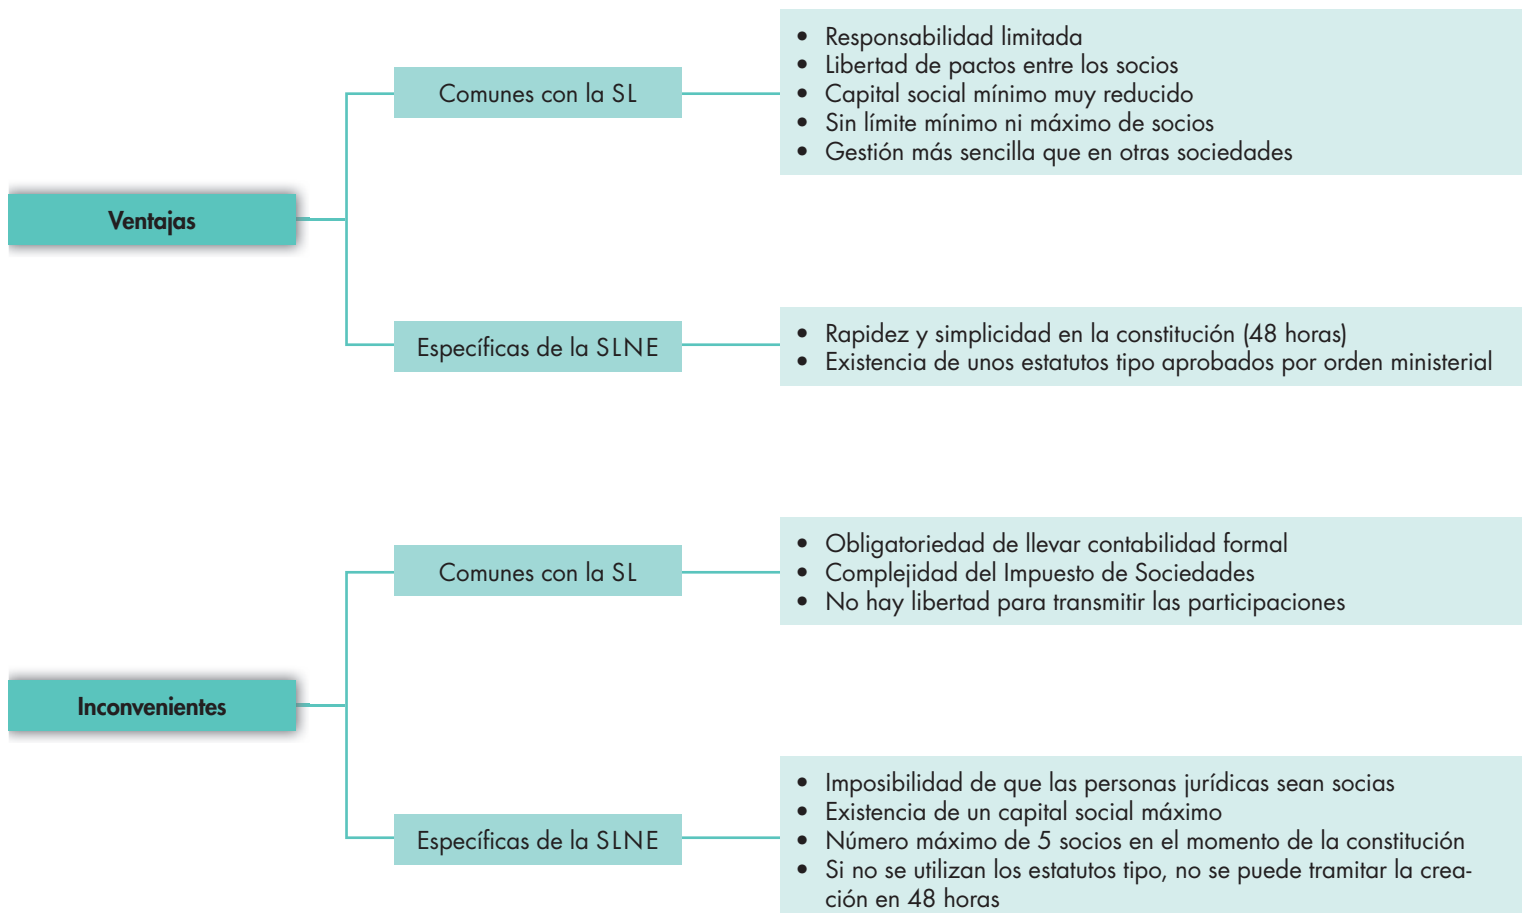 Ventajas
Comunes con la SL
• Responsabilidad limitada
• Libertad de pactos entre los socios
• Capital social mínimo muy reducido
• Sin límite mínimo ni máximo de socios
• Gestión más sencilla que en otras sociedades
Específicas de la SLNE
• Rapidez y simplicidad en la constitución (48 horas)
• Existencia de unos estatutos tipo aprobados por orden ministerial
Inconvenientes
Comunes con la SL
• Obligatoriedad de llevar contabilidad formal
• Complejidad del Impuesto de Sociedades
• No hay libertad para transmitir las participaciones
Específicas de la SLNE
• Imposibilidad de que las personas jurídicas sean socias
• Existencia de un capital social máximo
• Número máximo de 5 socios en el momento de la constitución
• Si no se utilizan los estatutos tipo, no se puede tramitar la crea-
ción en 48 horas